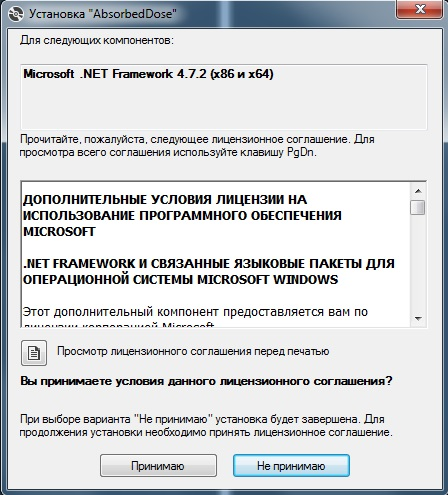 Установка "AbsorbedDose"
Для следующих компонентов:
Microsoft .NET Framework 4.7.2 (x86 и x64)
Прочитайте, пожалуйста, следующее лицензионное соглашение. Для
просмотра всего соглашения используйте клавишу PgDn.
ДОПОЛНИТЕЛЬНЫЕ УСЛОВИЯ ЛИЦЕНЗИИ НА
ИСПОЛЬЗОВАНИЕ ПРОГРАММНОГО ОБЕСПЕЧЕНИЯ
MICROSOFT
.NET FRAMEWORK И СВЯЗАННЫЕ ЯЗЫКОВЫЕ ПАКЕТЫ ДЛЯ
ОПЕРАЦИОННОЙ СИСТЕМЫ MICROSOFT WINDOWS
Этот дополнительный компонент предоставляется вам по
лицензии корпорацией Microsoft.
Просмотр лицензионного соглашения перед печатью
Вы принимаете условия данного лицензионного соглашения?
При выборе варианта "Не принимаю" установка будет завершена. Для
продолжения установки необходимо принять лицензионное соглашение.
Принимаю
Не принимаю